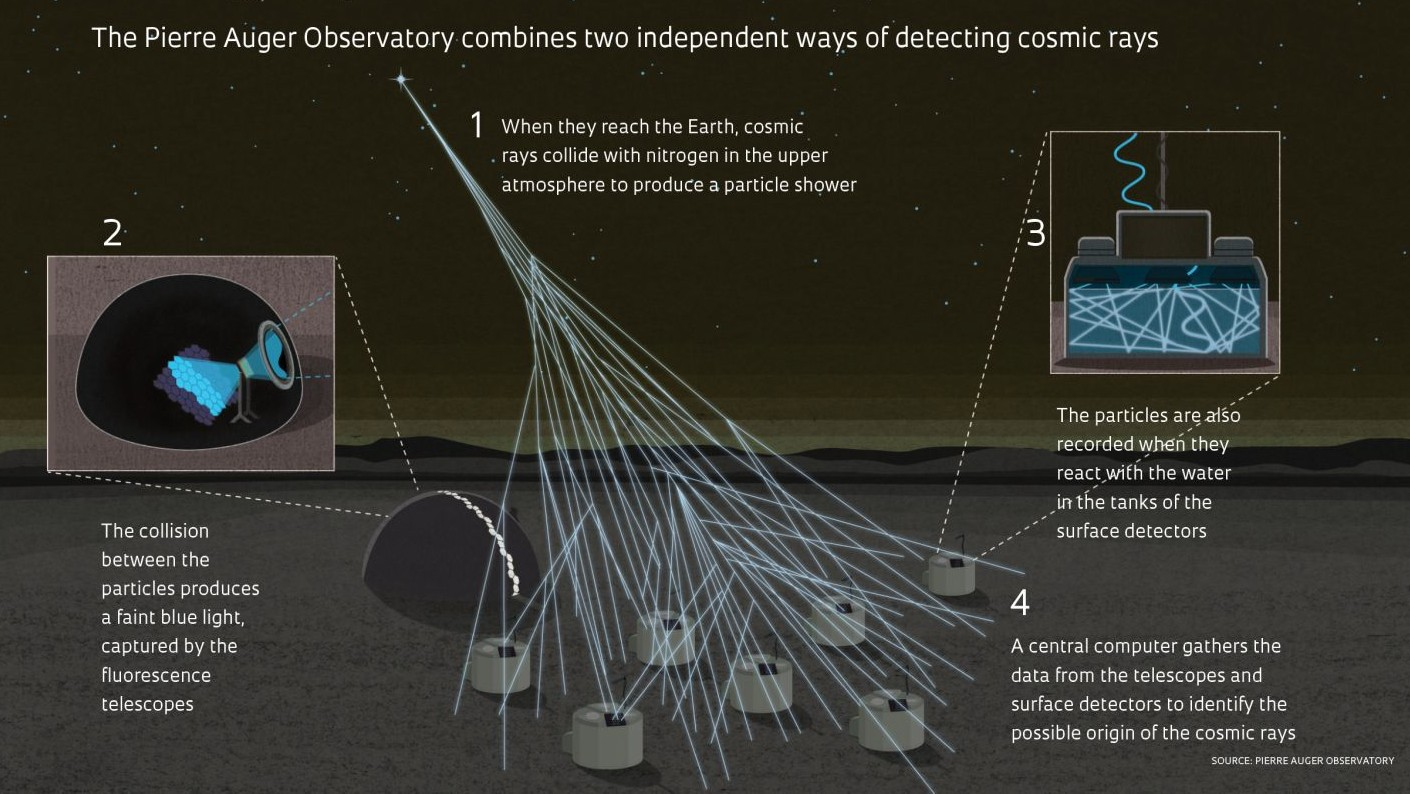 The Pierre Auger Observatory combines two independent ways of detecting cosmic rays
1
When they reach the Earth, cosmic
rays collide with nitrogen in the upper
atmosphere to produce a particle shower
2
The collision
between the
particles produces
a faint blue light,
captured by the
fluorescence
telescopes
3
The particles are also
recorded when they
react with the water
in the tanks of the
surface detectors
4
A central computer gathers the
data from the telescopes and
surface detectors to identify the
possible origin of the cosmic rays
SOURCE: PIERRE AUGER OBSERVATORY